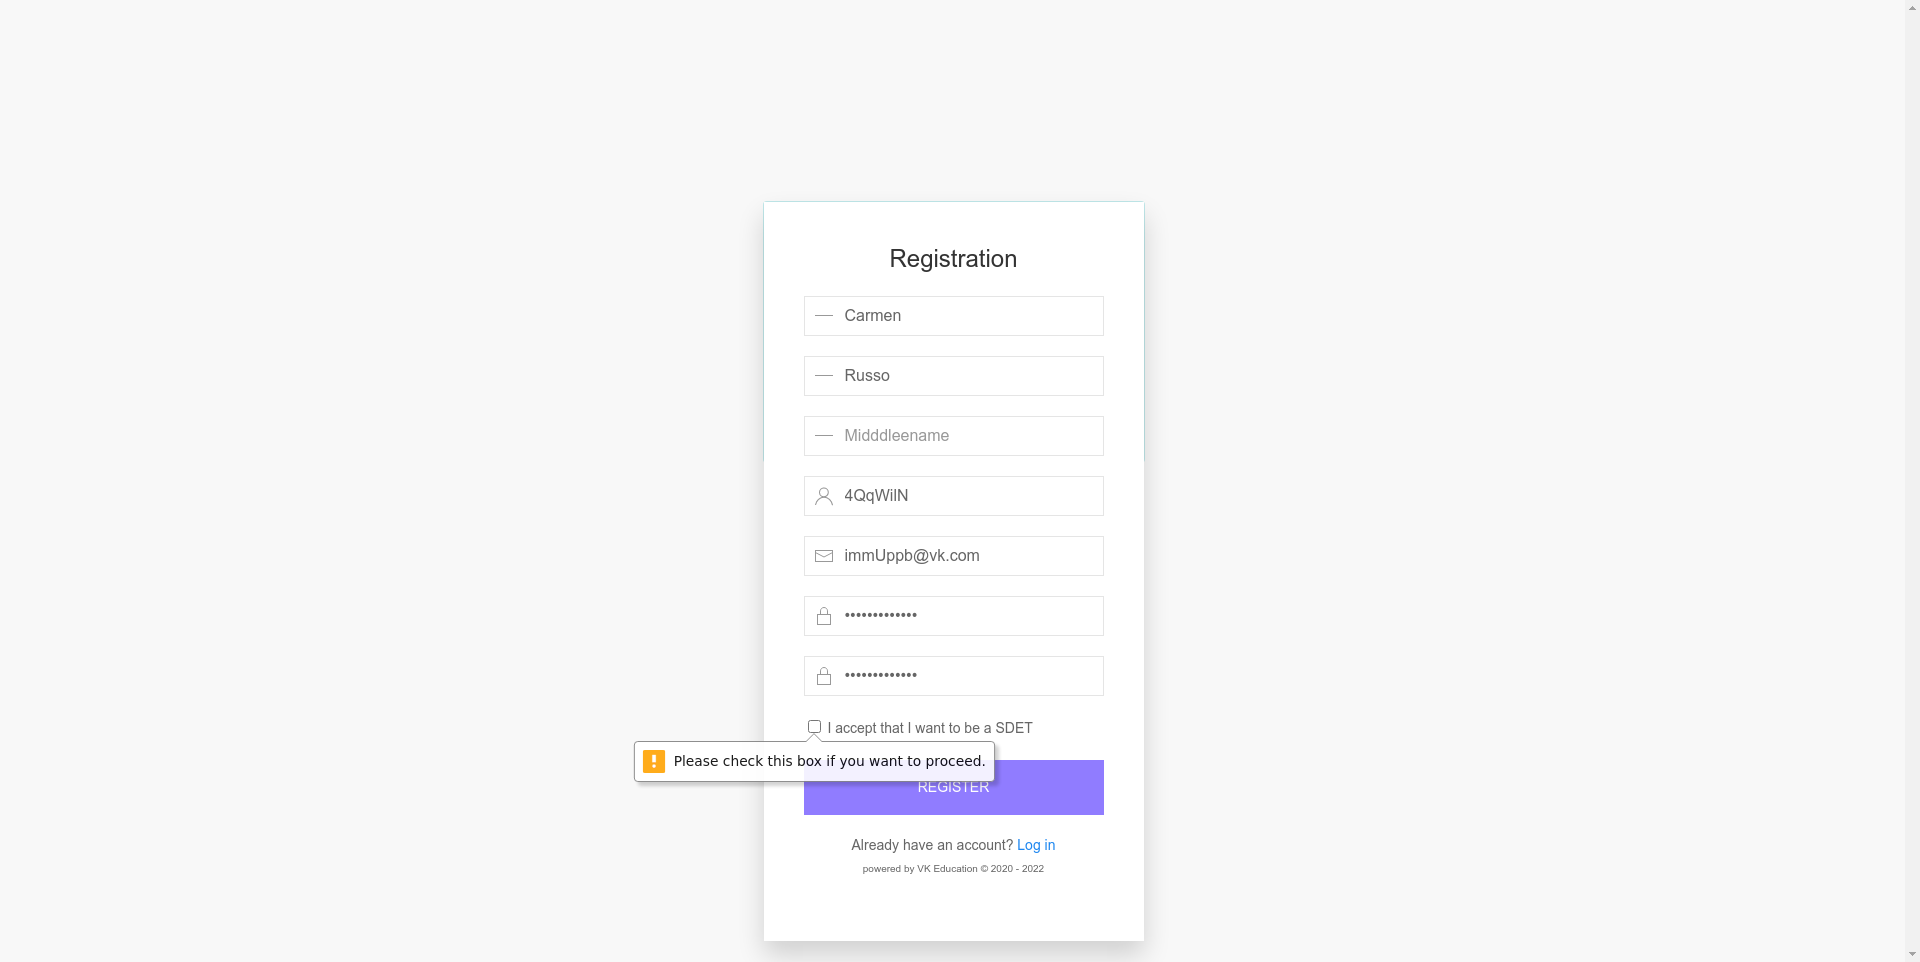 Registration
Carmen
Russo
Midddleename
4QqWilN
immUppb@vk.com
•••••••••••••
•••••••••••••
I accept that I want to be a SDET
Please check this box if you want to proceed.
REGISTER
Already have an account? Log in
powered by VK Education © 2020 - 2022